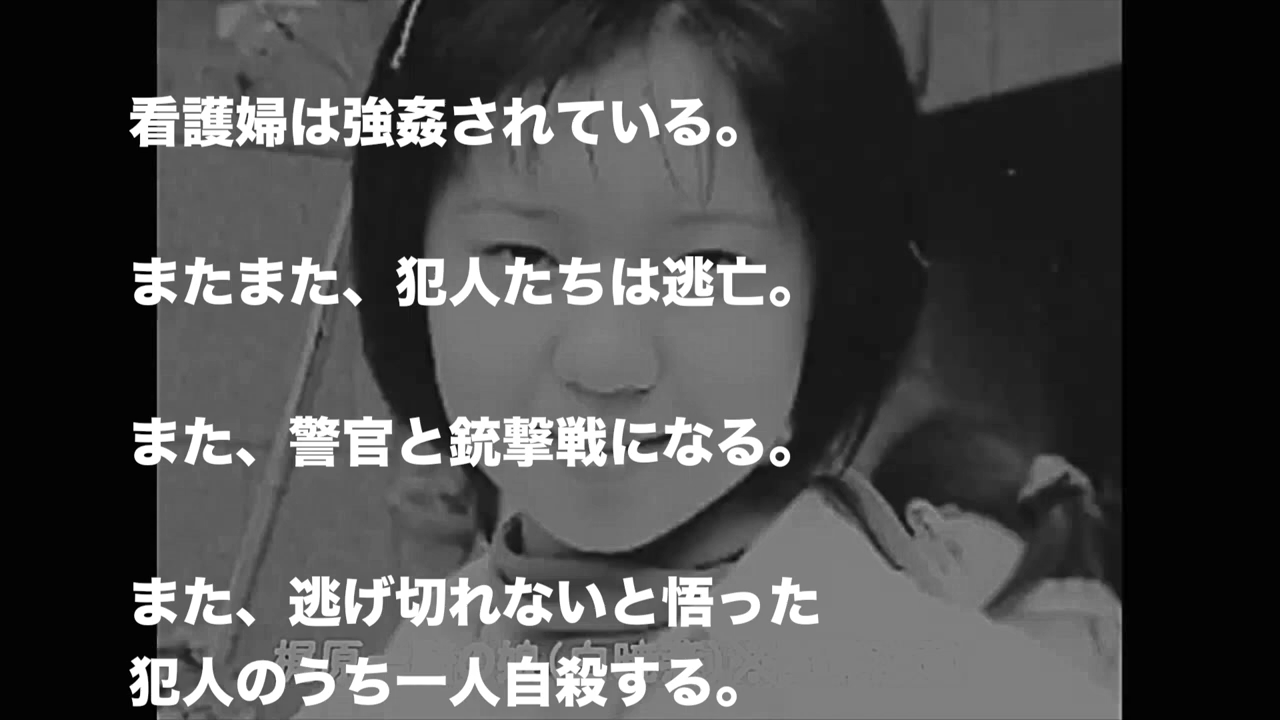 看護婦は強姦されている。
またまた、犯人たちは逃亡。
また、警官と銃撃戦になる。
また、逃げ切れないと悟った
犯人のうち一人自殺する。